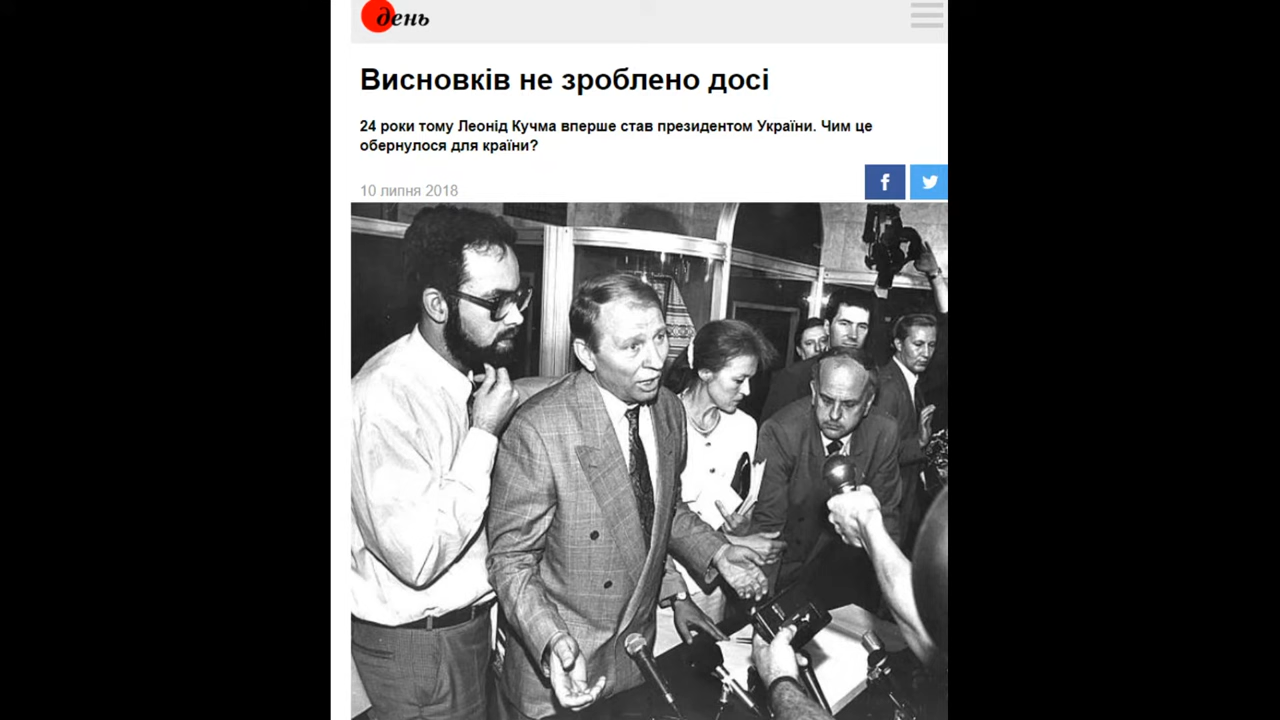 день
Висновків не зроблено досі
24 роки тому Леонід Кучма вперше став президентом України. Чим це
обернулося для країни?
10 липня 2018